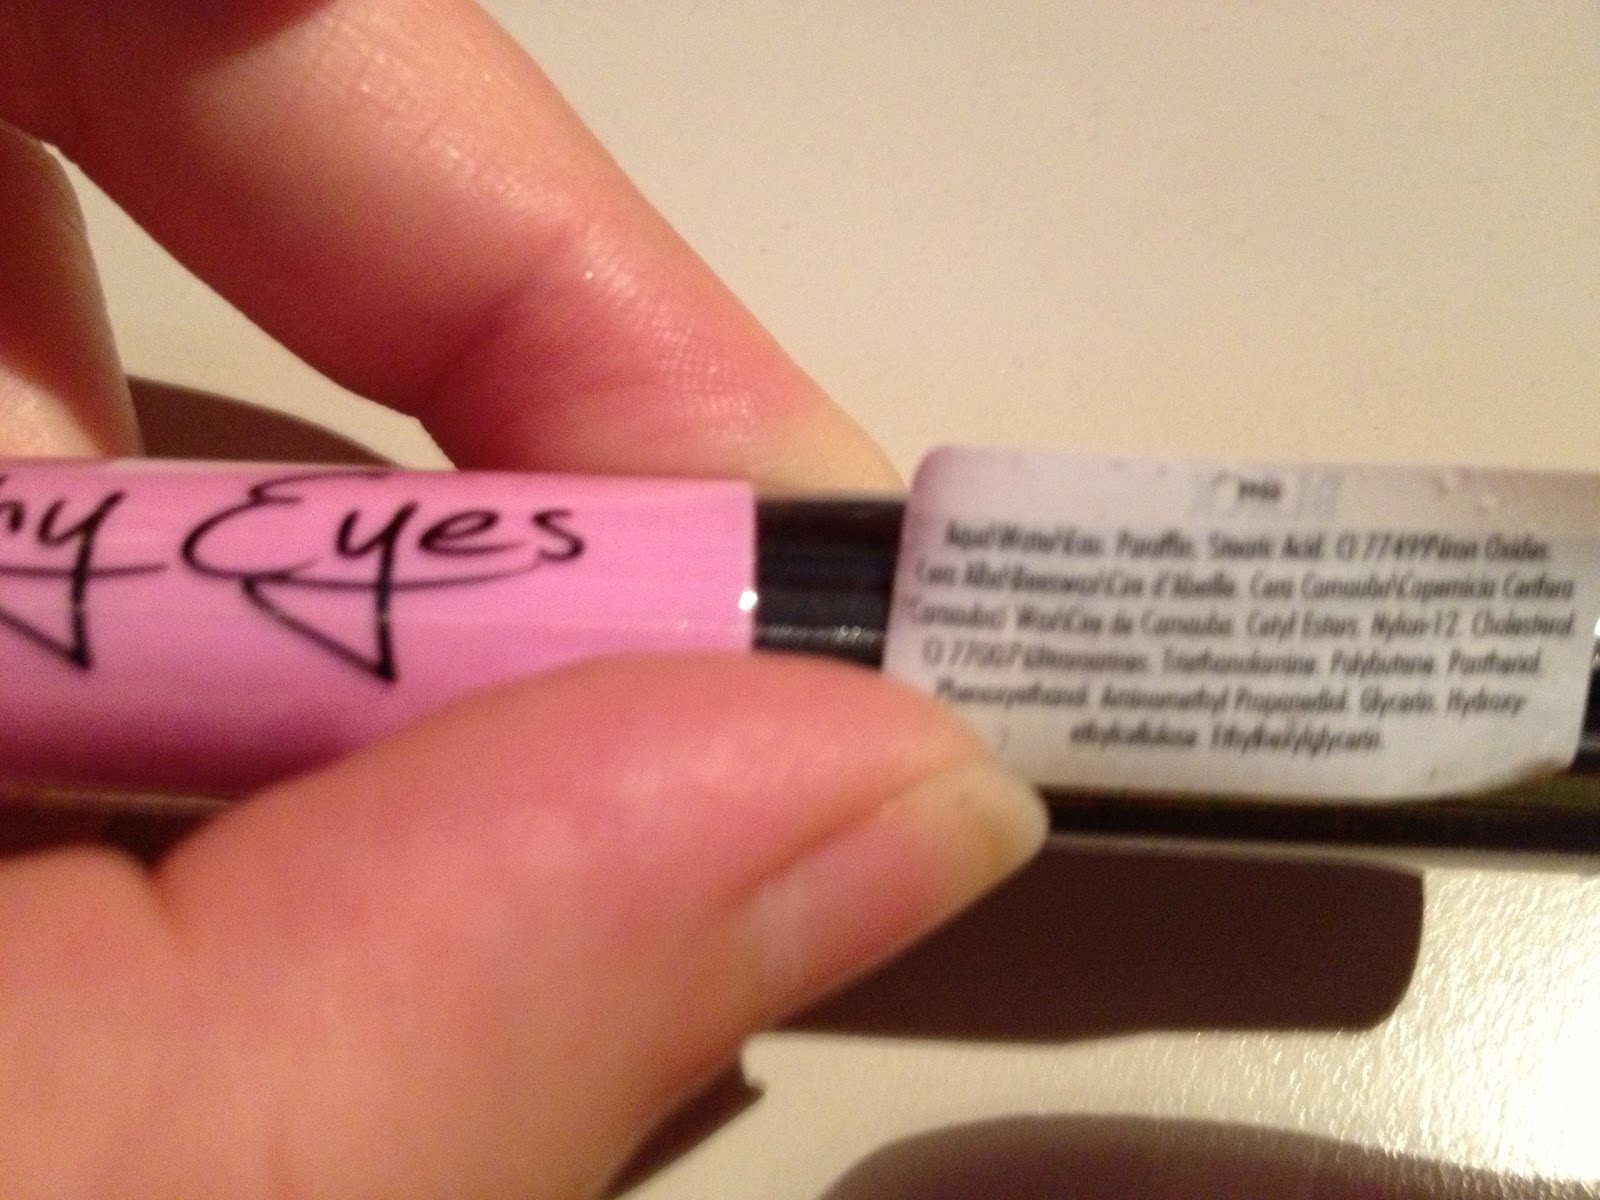 hy Eyes
Aqua\Water\Eau. Paraffin. Stearic Acid. CI 77499\Iron Oxides.
Cera Alba\Beeswax\Cire d'Abeille. Cera Carnauba\Copernicia Cerifera
(Carnauba) Wax\Cire de Carnauba. Cetyl Esters. Nylon-12. Cholesterol.
CI 77007\Ultramarines. Triethanolamine. Polybutene. Panthenol.
Phenoxyethanol. Aminomethyl Propanediol. Glycerin. Hydroxy-
ethylcellulose. Ethylhexylglycerin.